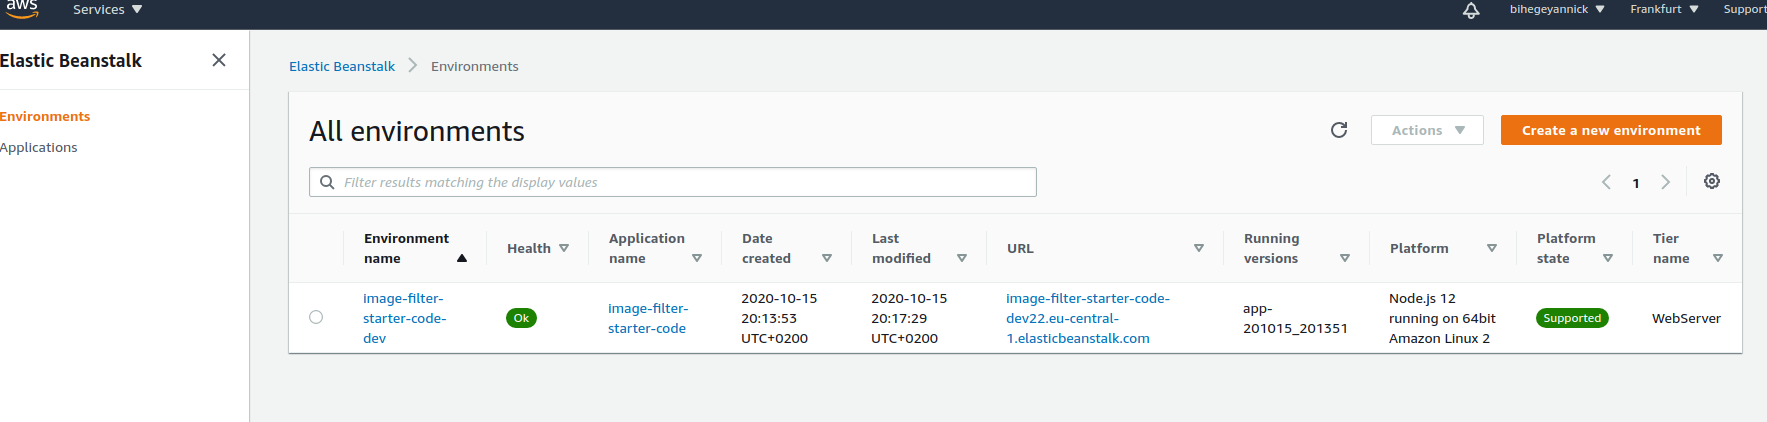 aws
Services
bihegeyannick
Frankfurt
Support
Elastic Beanstalk
Environments
Applications
Elastic Beanstalk
Environments
All environments
Actions
Create a new environment
Filter results matching the display values
1
Environment
name
Health
Application
name
Date
created
Last
modified
URL
Running
versions
Platform
Platform
state
Tier
name
image-filter-
starter-code-
dev
Ok
image-filter-
starter-code
2020-10-15
20:13:53
UTC+0200
2020-10-15
20:17:29
UTC+0200
image-filter-starter-code-
dev22.eu-central-
1.elasticbeanstalk.com
app-
201015_201351
Node.js 12
running on 64bit
Amazon Linux 2
Supported
WebServer